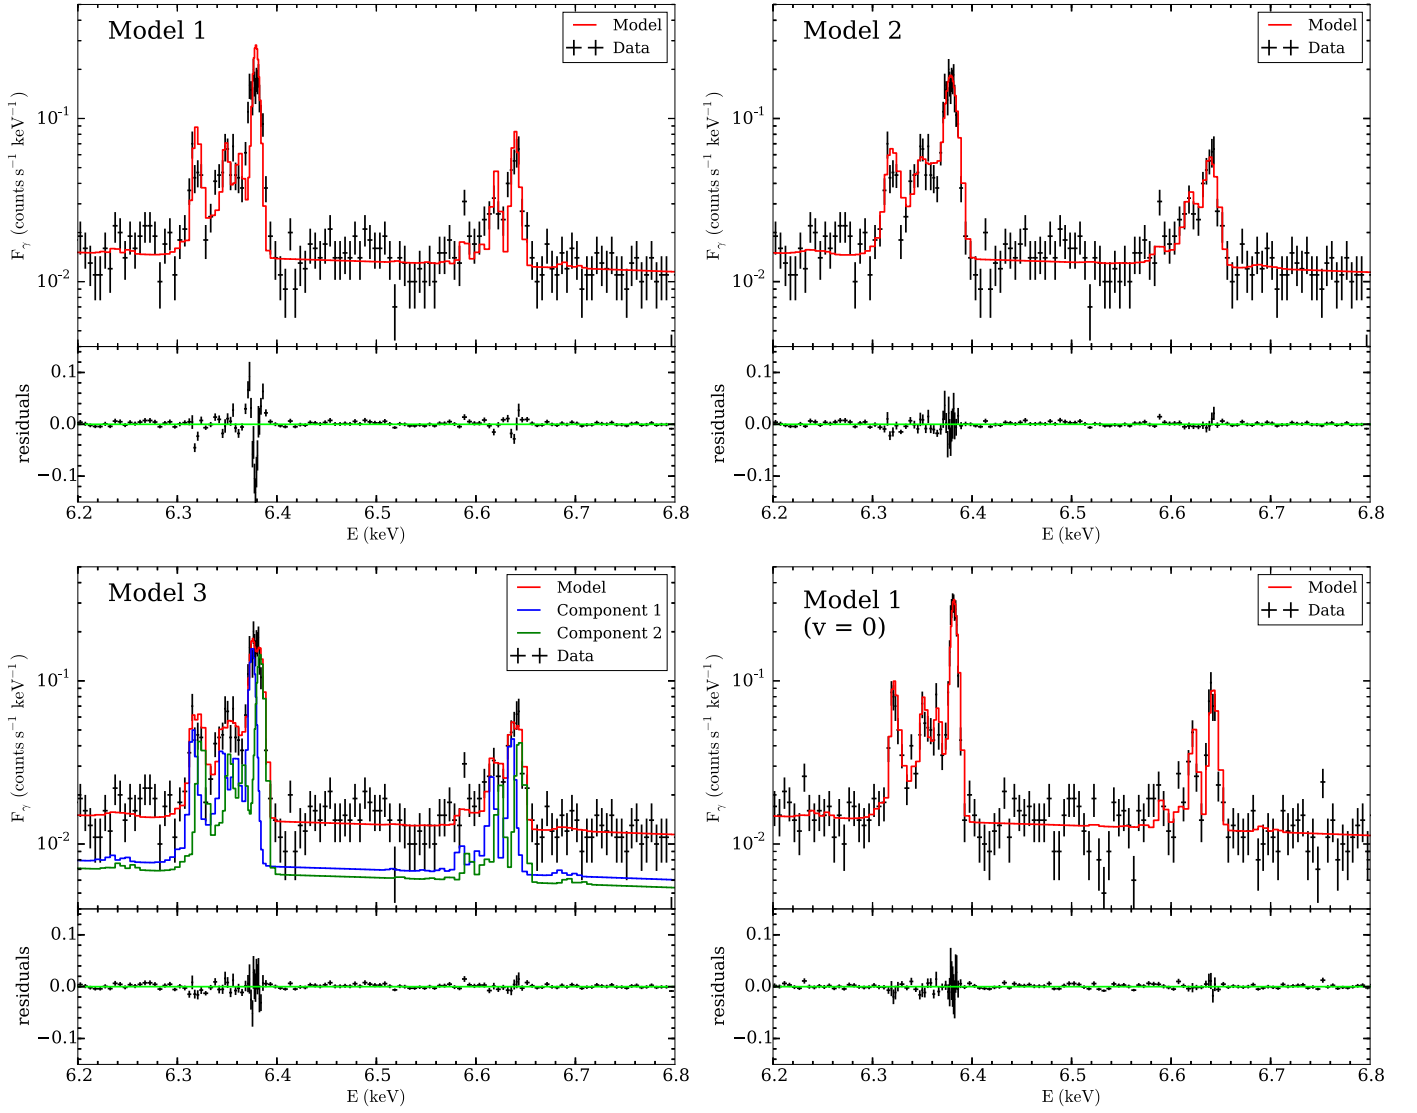 Model 1
Model
Data
F_γ (counts s⁻¹ keV⁻¹)
10⁻¹
10⁻²
residuals
0.1
0.0
−0.1
6.2 6.3 6.4 6.5 6.6 6.7 6.8
E (keV)
Model 2
Model
Data
F_γ (counts s⁻¹ keV⁻¹)
10⁻¹
10⁻²
residuals
0.1
0.0
−0.1
6.2 6.3 6.4 6.5 6.6 6.7 6.8
E (keV)
Model 3
Model
Component 1
Component 2
Data
F_γ (counts s⁻¹ keV⁻¹)
10⁻¹
10⁻²
residuals
0.1
0.0
−0.1
6.2 6.3 6.4 6.5 6.6 6.7 6.8
E (keV)
Model 1
(v = 0)
Model
Data
F_γ (counts s⁻¹ keV⁻¹)
10⁻¹
10⁻²
residuals
0.1
0.0
−0.1
6.2 6.3 6.4 6.5 6.6 6.7 6.8
E (keV)